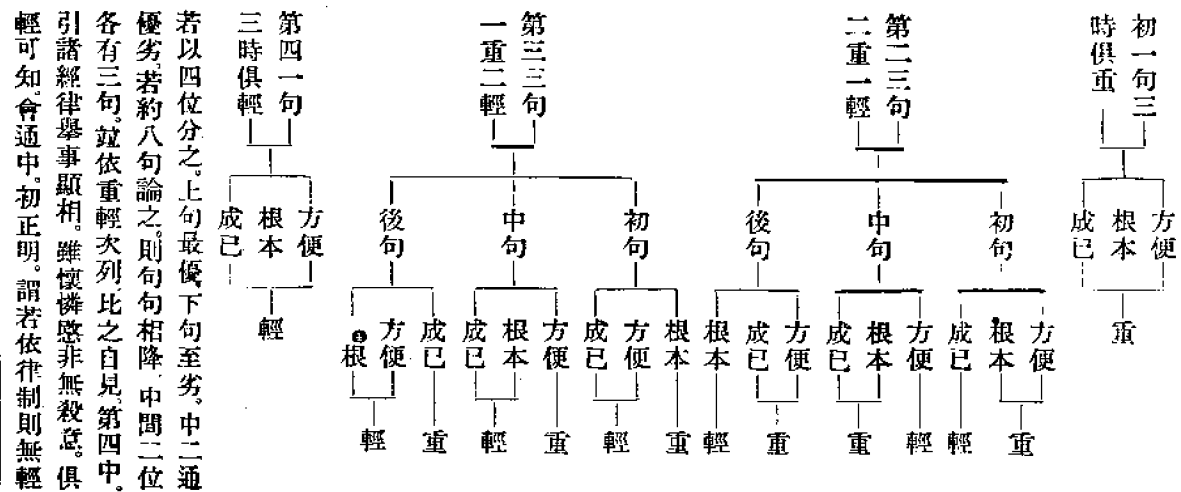 初一句三
時俱重
方便
根本
成已
重
第二三句
二重一輕
初句
方便
根本
重
成已
輕
中句
方便
輕
根本
成已
重
後句
方便
成已
重
根本
輕
第三三句
一重二輕
初句
根本
重
方便
成已
輕
中句
方便
重
根本
成已
輕
後句
成已
重
方便
根
輕
第四一句
三時俱輕
方便
根本
成已
輕
若以四位分之。上句最優、下句至劣。中二通
優劣。若約八句論之。則句句相降、中間二位
各有三句。竝依重輕次列、比之自見。第四中。
引諸經律舉事顯相。雖懷憐愍非無殺意。俱
輕可知。會通中。初正明。謂若依律制則無輕